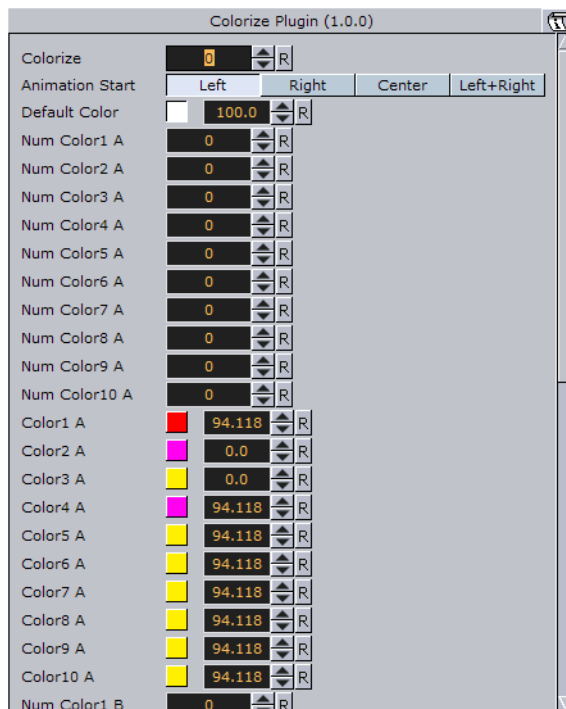 Colorize Plugin (1.0.0)
Colorize 0 R
Animation Start Left Right Center Left+Right
Default Color 100.0 R
Num Color1 A 0 R
Num Color2 A 0 R
Num Color3 A 0 R
Num Color4 A 0 R
Num Color5 A 0 R
Num Color6 A 0 R
Num Color7 A 0 R
Num Color8 A 0 R
Num Color9 A 0 R
Num Color10 A 0 R
Color1 A 94.118 R
Color2 A 0.0 R
Color3 A 0.0 R
Color4 A 94.118 R
Color5 A 94.118 R
Color6 A 94.118 R
Color7 A 94.118 R
Color8 A 94.118 R
Color9 A 94.118 R
Color10 A 94.118 R
Num Color1 B 0 R